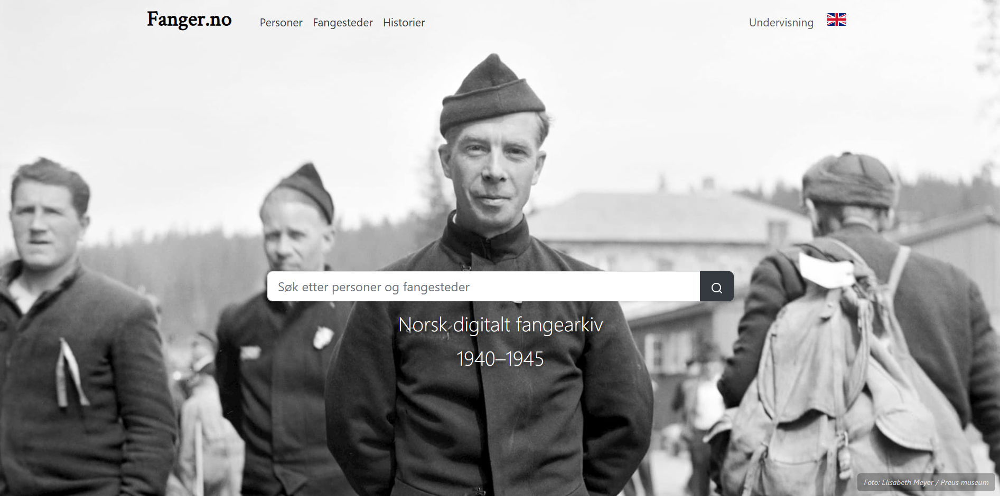 Fanger.no
Personer Fangesteder Historier
Undervisning
Søk etter personer og fangesteder
Norsk digitalt fangearkiv
1940–1945
Foto: Elisabeth Meyer / Preus museum